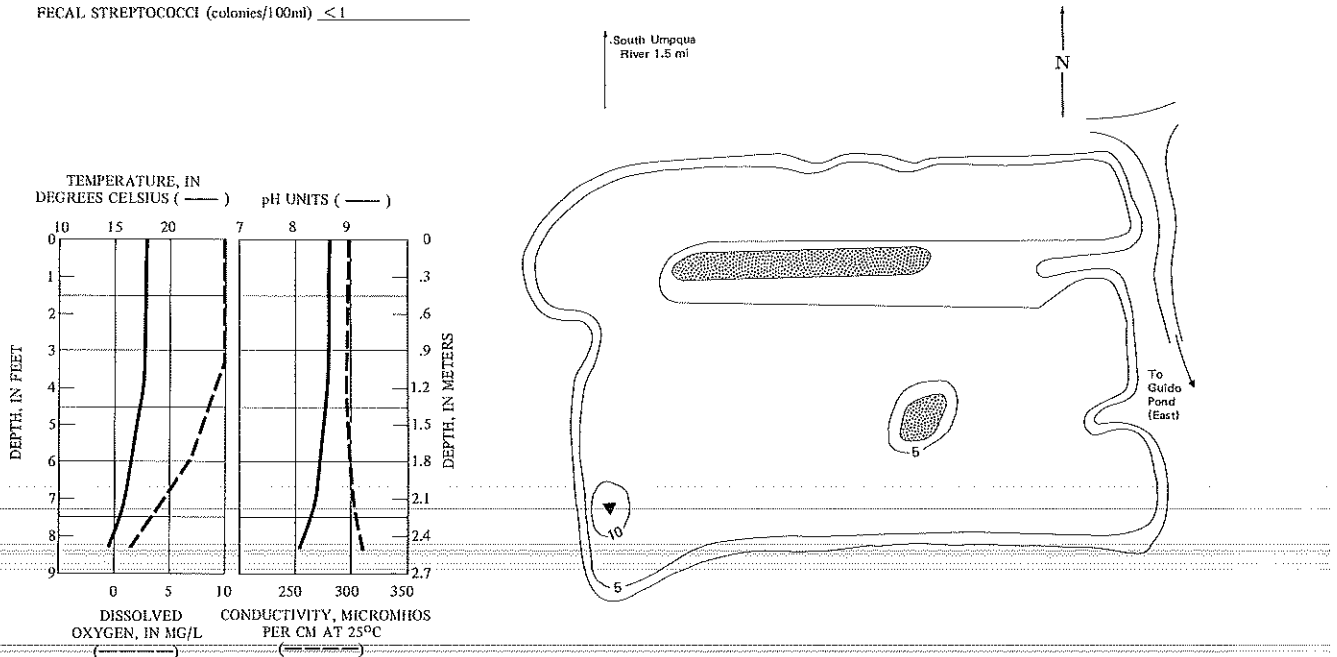 FECAL STREPTOCOCCI (colonies/100ml) <1
South Umpqua
River 1.5 mi
N
TEMPERATURE, IN
DEGREES CELSIUS ( —— )
pH UNITS ( —— )
10 15 20
7 8 9
0 0
1 .3
2 .6
3 .9
4 1.2
5 1.5
6 1.8
7 2.1
8 2.4
9 2.7
DEPTH, IN FEET
DEPTH, IN METERS
0 5 10
250 300 350
DISSOLVED
OXYGEN, IN MG/L
(— — —)
CONDUCTIVITY, MICROMHOS
PER CM AT 25°C
(— — —)
To
Guido
Pond
(East)
5
10
5